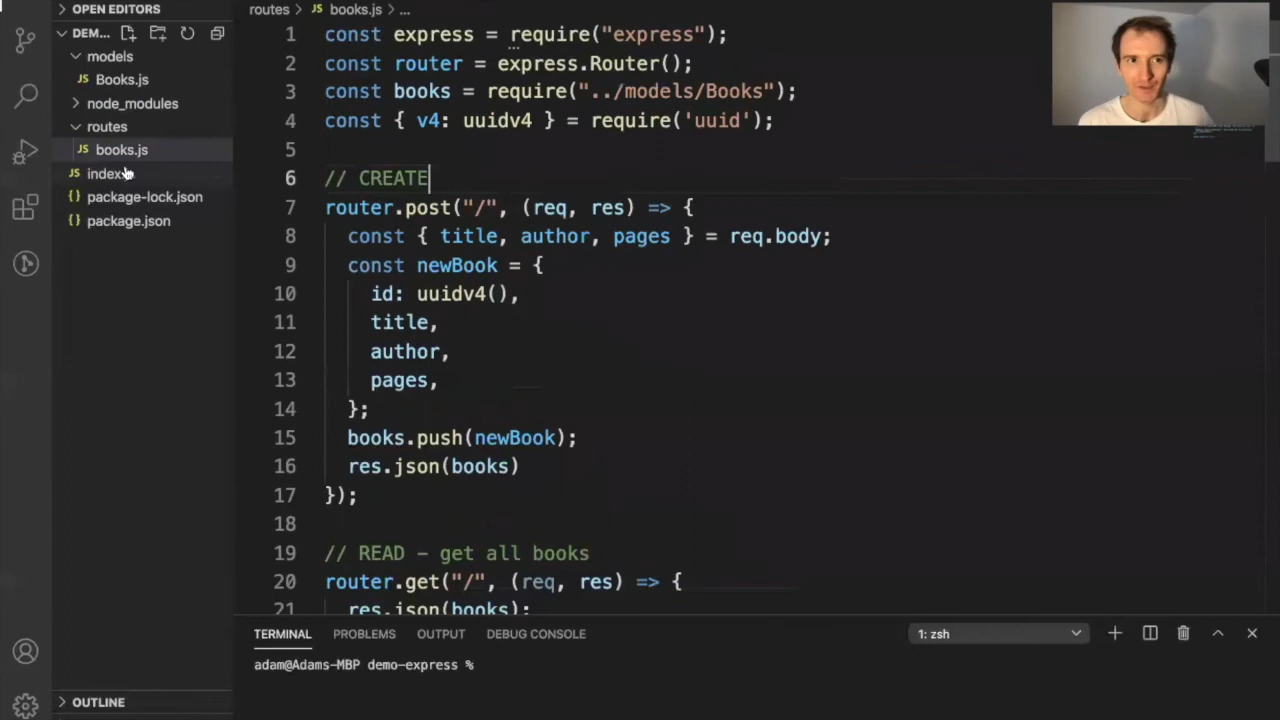 OPEN EDITORS
DEM...
models
JS Books.js
node_modules
routes
JS books.js
JS index
{} package-lock.json
{} package.json
OUTLINE
routes > JS books.js > ...
1 const express = require("express");
2 const router = express.Router();
3 const books = require("../models/Books");
4 const { v4: uuidv4 } = require('uuid');
5
6 // CREATE
7 router.post("/", (req, res) => {
8 const { title, author, pages } = req.body;
9 const newBook = {
10 id: uuidv4(),
11 title,
12 author,
13 pages,
14 };
15 books.push(newBook);
16 res.json(books)
17 });
18
19 // READ - get all books
20 router.get("/", (req, res) => {
21 res.json(books);
TERMINAL PROBLEMS OUTPUT DEBUG CONSOLE 1: zsh
adam@Adams-MBP demo-express %